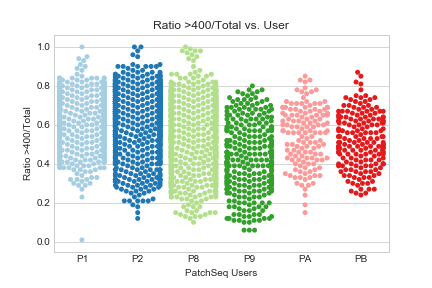 Ratio >400/Total vs. User
Ratio >400/Total
1.0
0.8
0.6
0.4
0.2
0.0
P1 P2 P8 P9 PA PB
PatchSeq Users